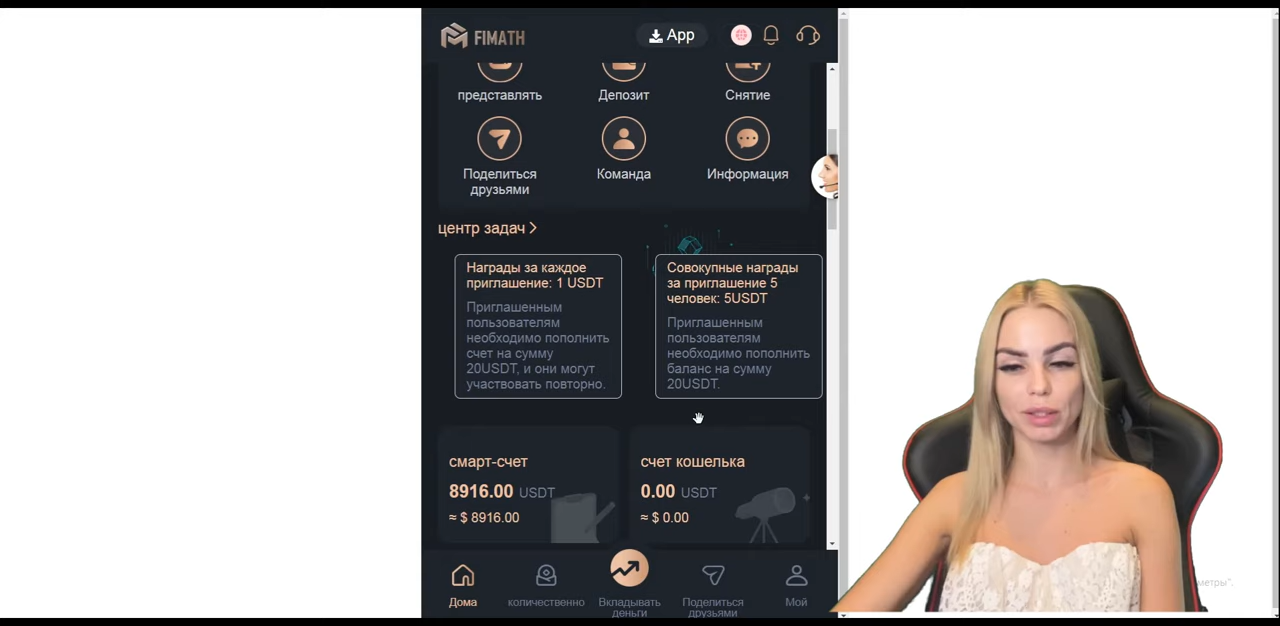 FIMATH
App
представлять
Депозит
Снятие
Поделиться
друзьями
Команда
Информация
центр задач
Награды за каждое
приглашение: 1 USDT
Приглашенным
пользователям
необходимо пополнить
счет на сумму
20USDT, и они могут
участвовать повторно.
Совокупные награды
за приглашение 5
человек: 5USDT
Приглашенным
пользователям
необходимо пополнить
баланс на сумму
20USDT.
смарт-счет
8916.00 USDT
≈ $ 8916.00
счет кошелька
0.00 USDT
≈ $ 0.00
Дома
количественно
Вкладывать
деньги
Поделиться
друзьями
Мой